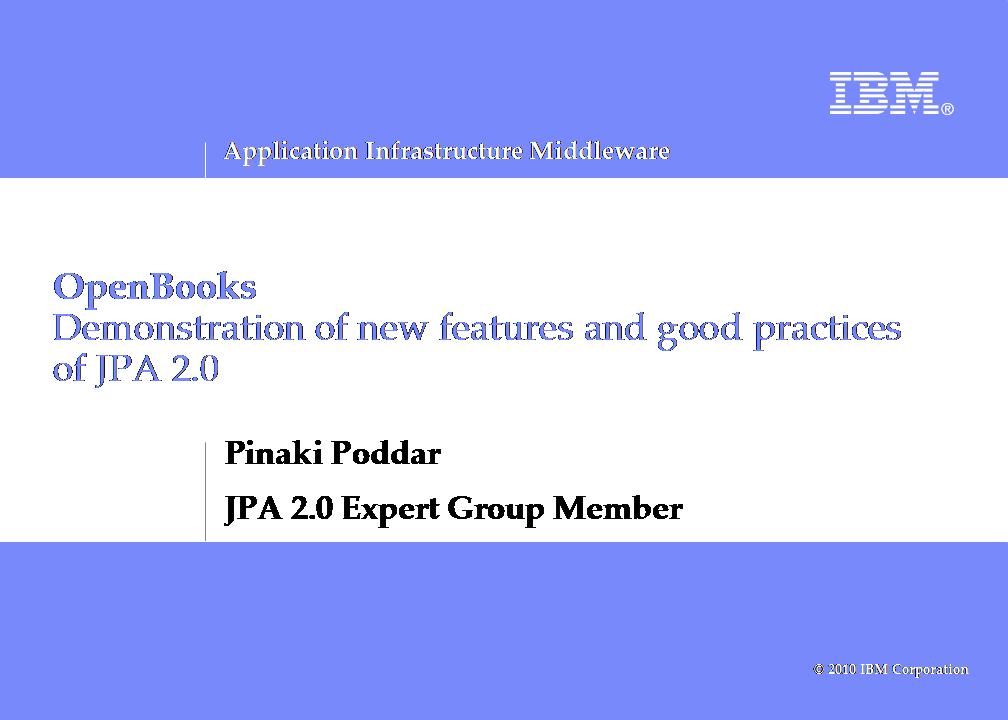 IBM®
Application Infrastructure Middleware
OpenBooks
Demonstration of new features and good practices
of JPA 2.0
Pinaki Poddar
JPA 2.0 Expert Group Member
© 2010 IBM Corporation